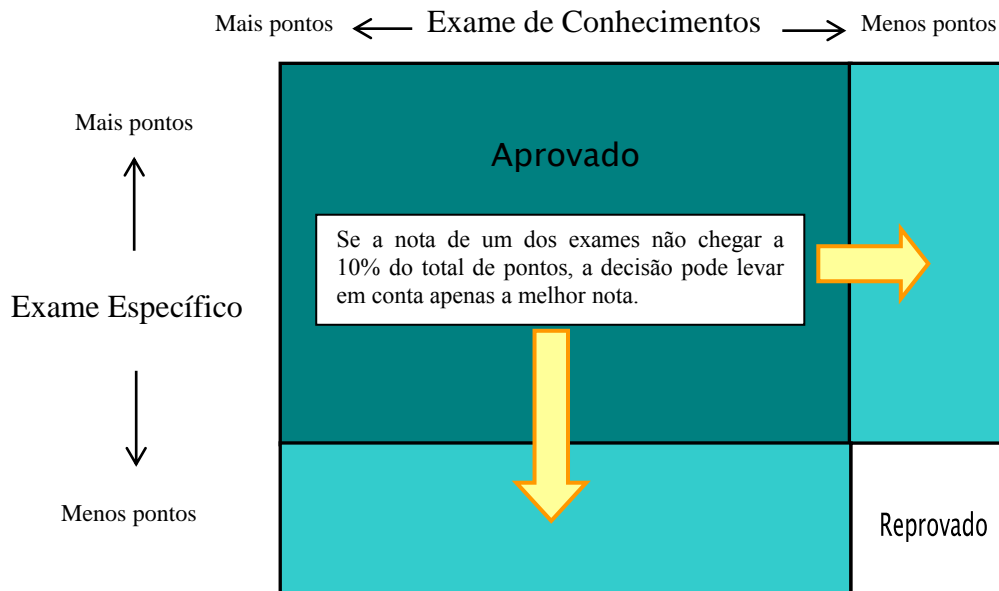 Mais pontos Exame de Conhecimentos Menos pontos
Mais pontos
Aprovado
Se a nota de um dos exames não chegar a
10% do total de pontos, a decisão pode levar
em conta apenas a melhor nota.
Exame Específico
Menos pontos
Reprovado